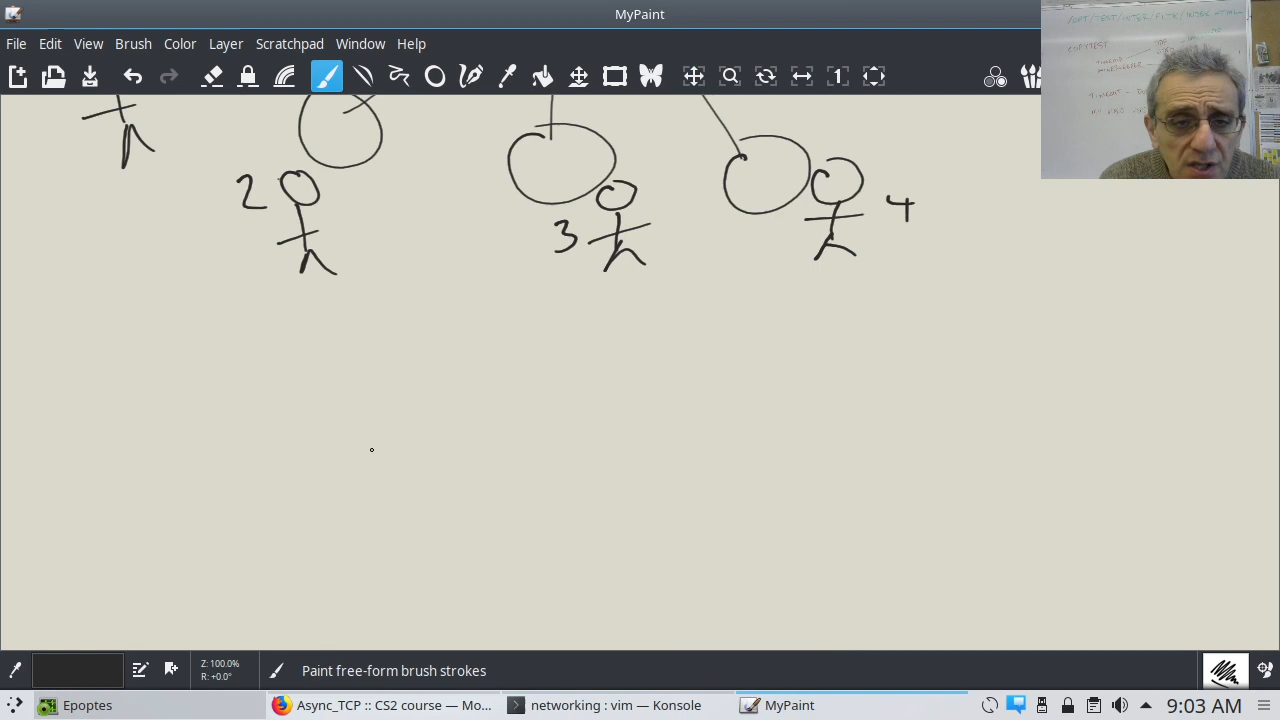 MyPaint
File Edit View Brush Color Layer Scratchpad Window Help
1
2
3
4
Z: 100.0%
R: +0.0°
Paint free-form brush strokes
Epoptes
Async_TCP :: CS2 course — Mo...
networking : vim — Konsole
MyPaint
9:03 AM